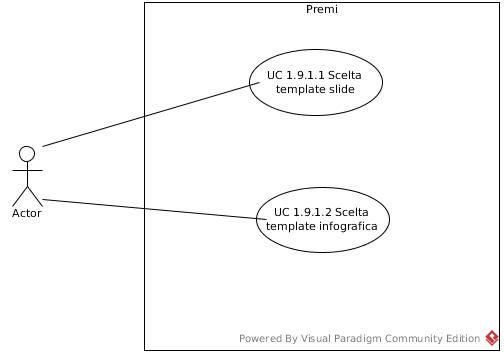 Premi
UC 1.9.1.1 Scelta
template slide
Actor
UC 1.9.1.2 Scelta
template infografica
Powered By Visual Paradigm Community Edition